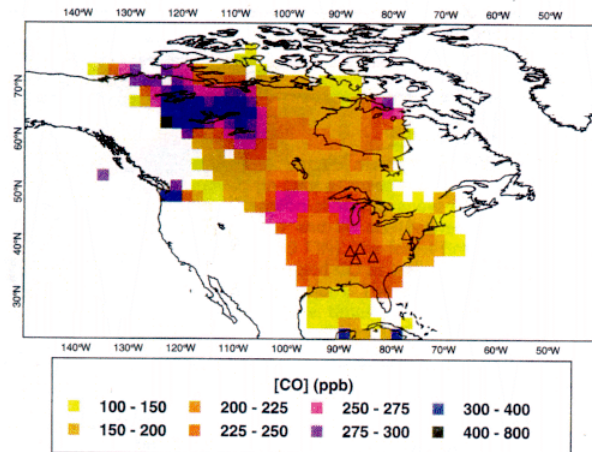 140°W 120°W 100°W 80°W 60°W
130°W 110°W 90°W 70°W 50°W
70°N
60°N
50°N
40°N
30°N
140°W 120°W 100°W 80°W 60°W
130°W 110°W 90°W 70°W 50°W
[CO] (ppb)
100 - 150 200 - 225 250 - 275 300 - 400
150 - 200 225 - 250 275 - 300 400 - 800